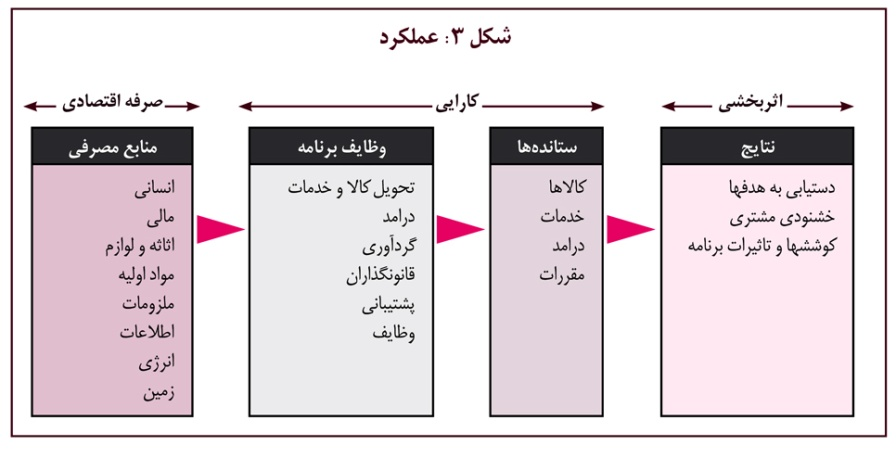 شکل ۳: عملکرد
صرفه اقتصادی
کارایی
اثربخشی
منابع مصرفی
انسانی
مالی
اثاثه و لوازم
مواد اولیه
ملزومات
اطلاعات
انرژی
زمین
وظایف برنامه
تحویل کالا و خدمات
درامد
گردآوری
قانونگذاران
پشتیبانی
وظایف
ستانده‌ها
کالاها
خدمات
درامد
مقررات
نتایج
دستیابی به هدفها
خشنودی مشتری
کوششها و تاثیرات برنامه